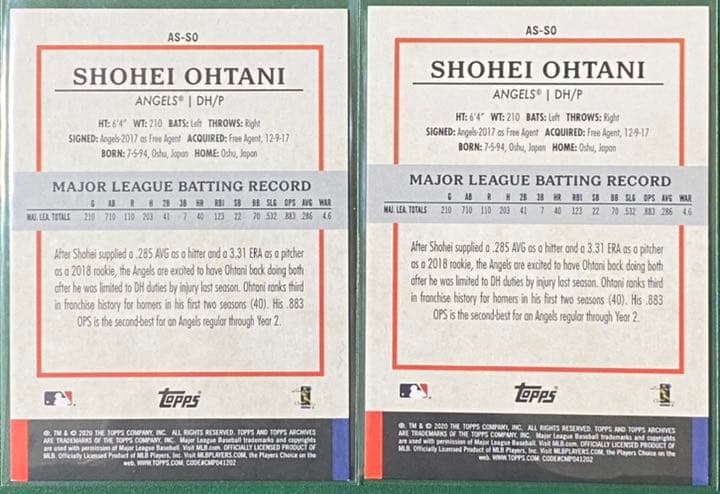 AS-SO
SHOHEI OHTANI
ANGELS® | DH/P
HT: 6'4" WT: 210 BATS: Left THROWS: Right
SIGNED: Angels-2017 as Free Agent ACQUIRED: Free Agent, 12-9-17
BORN: 7-5-94, Oshu, Japan HOME: Oshu, Japan
MAJOR LEAGUE BATTING RECORD
G AB R H 2B 3B HR RBI SB BB SLG OPS AVG WAR
MAJ. LEA. TOTALS 210 710 110 203 41 7 40 123 22 70 .532 .883 .286 4.6
After Shohei supplied a .285 AVG as a hitter and a 3.31 ERA as a pitcher
as a 2018 rookie, the Angels are excited to have Ohtani back doing both
after he was limited to DH duties by injury last season. Ohtani ranks third
in franchise history for homers in his first two seasons (40). His .883
OPS is the second-best for an Angels regular through Year 2.
Topps
®, TM & © 2020 THE TOPPS COMPANY, INC. ALL RIGHTS RESERVED. TOPPS AND TOPPS ARCHIVES
ARE TRADEMARKS OF THE TOPPS COMPANY, INC. Major League Baseball trademarks and copyrights
are used with permission of Major League Baseball. Visit MLB.com. OFFICIALLY LICENSED PRODUCT OF
MLB. Officially Licensed Product of MLB Players, Inc. Visit MLBPLAYERS.COM, the Players Choice on the
web. WWW.TOPPS.COM. CODE#CMP041202
AS-SO
SHOHEI OHTANI
ANGELS® | DH/P
HT: 6'4" WT: 210 BATS: Left THROWS: Right
SIGNED: Angels-2017 as Free Agent ACQUIRED: Free Agent, 12-9-17
BORN: 7-5-94, Oshu, Japan HOME: Oshu, Japan
MAJOR LEAGUE BATTING RECORD
G AB R H 2B 3B HR RBI SB BB SLG OPS AVG WAR
MAJ. LEA. TOTALS 210 710 110 203 41 7 40 123 22 70 .532 .883 .286 4.6
After Shohei supplied a .285 AVG as a hitter and a 3.31 ERA as a pitcher
as a 2018 rookie, the Angels are excited to have Ohtani back doing both
after he was limited to DH duties by injury last season. Ohtani ranks third
in franchise history for homers in his first two seasons (40). His .883
OPS is the second-best for an Angels regular through Year 2.
Topps
®, TM & © 2020 THE TOPPS COMPANY, INC. ALL RIGHTS RESERVED. TOPPS AND TOPPS ARCHIVES
ARE TRADEMARKS OF THE TOPPS COMPANY, INC. Major League Baseball trademarks and copyrights
are used with permission of Major League Baseball. Visit MLB.com. OFFICIALLY LICENSED PRODUCT OF
MLB. Officially Licensed Product of MLB Players, Inc. Visit MLBPLAYERS.COM, the Players Choice on the
web. WWW.TOPPS.COM. CODE#CMP041202